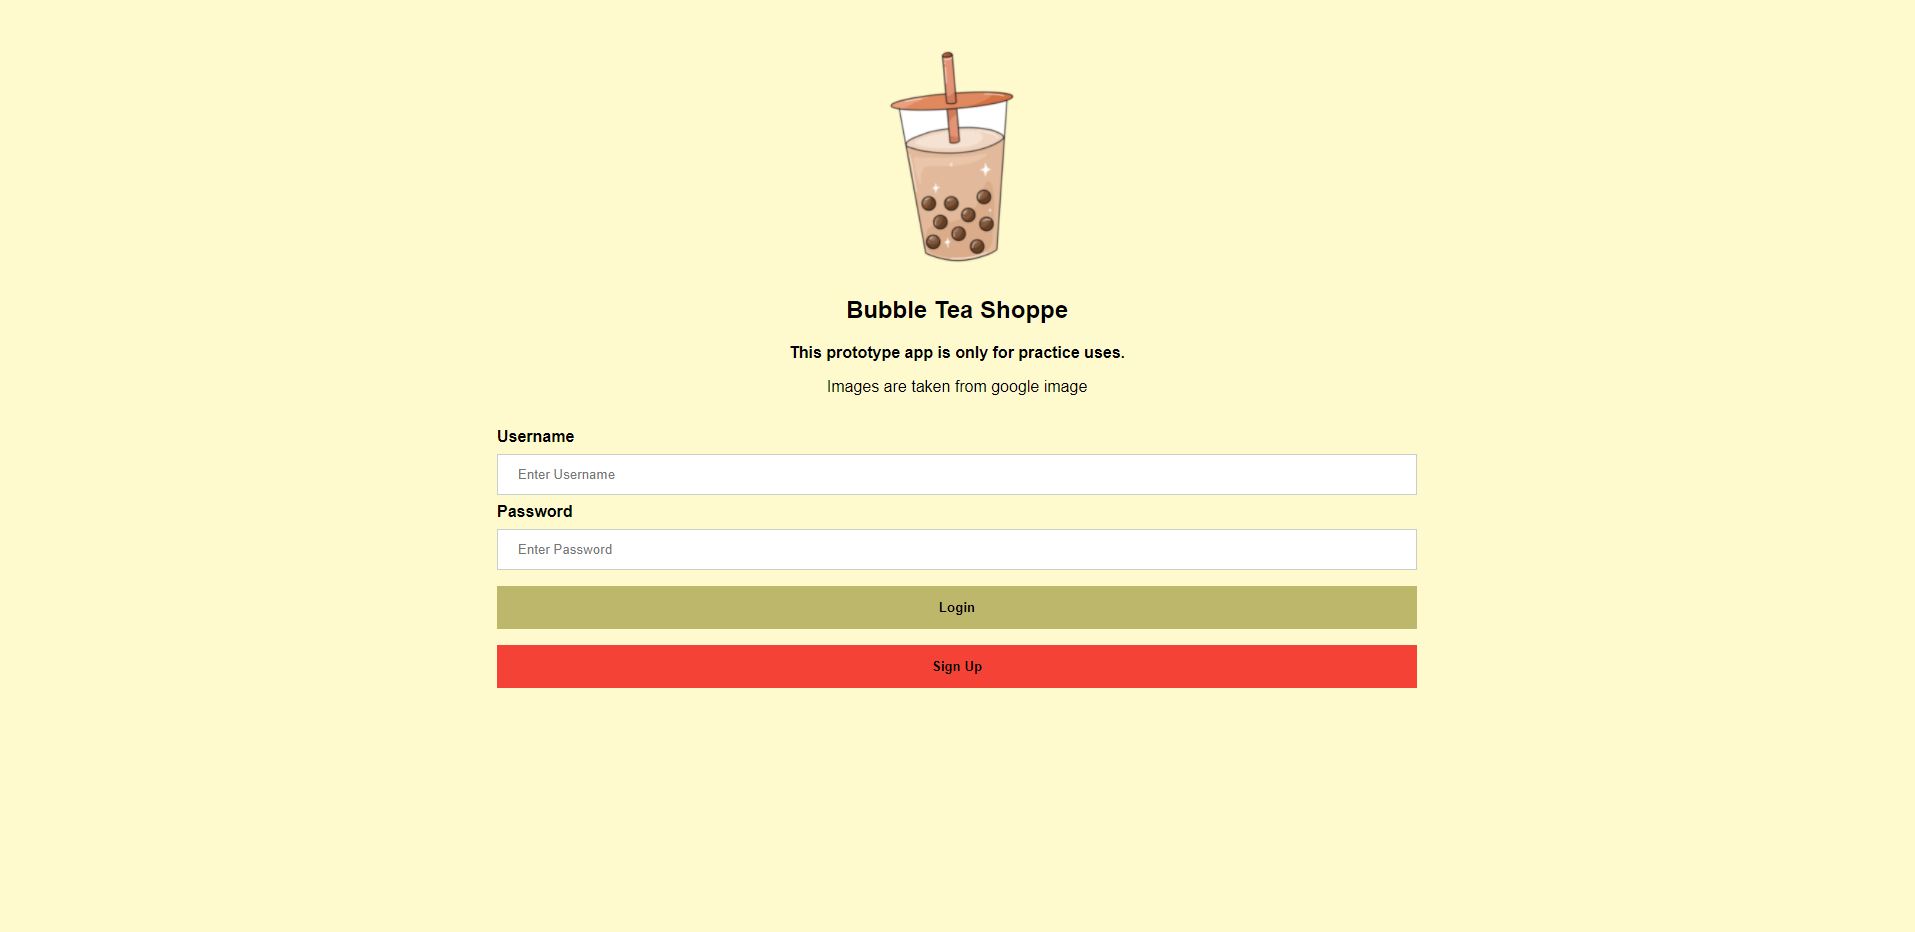 Bubble Tea Shoppe
This prototype app is only for practice uses.
Images are taken from google image
Username
Enter Username
Password
Enter Password
Login
Sign Up